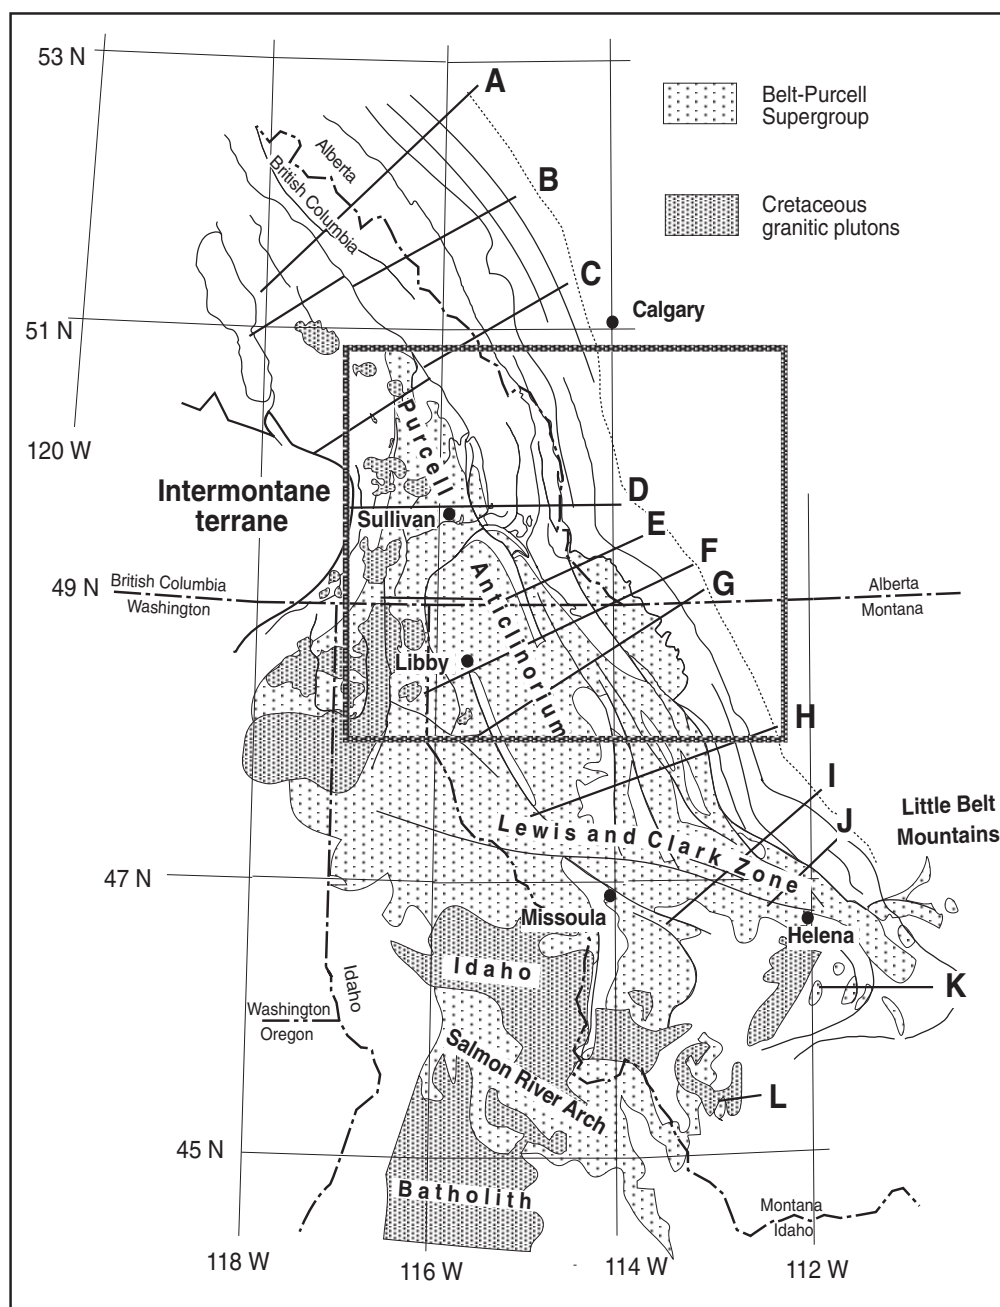 53 N
A
Belt-Purcell
Supergroup
Alberta
British Columbia
B
Cretaceous
granitic plutons
C
Calgary
51 N
Purcell
120 W
Intermontane
terrane
D
Sullivan
E
F
Anticlinorium
G
49 N
British Columbia
Washington
Alberta
Montana
Libby
H
I
Little Belt
Mountains
J
Lewis and Clark Zone
47 N
Missoula
Helena
Idaho
Idaho
K
Washington
Oregon
Salmon River Arch
L
45 N
Batholith
Montana
Idaho
118 W
116 W
114 W
112 W